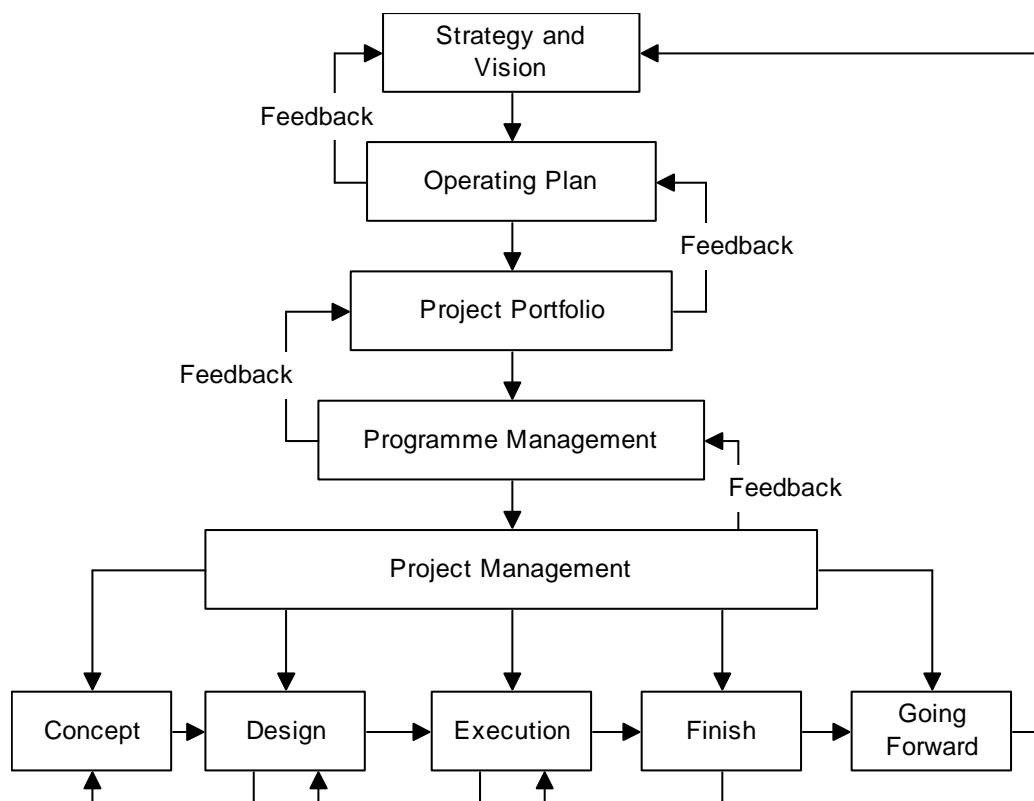 Strategy and
Vision
Feedback
Operating Plan
Feedback
Project Portfolio
Feedback
Programme Management
Feedback
Project Management
Concept
Design
Execution
Finish
Going
Forward